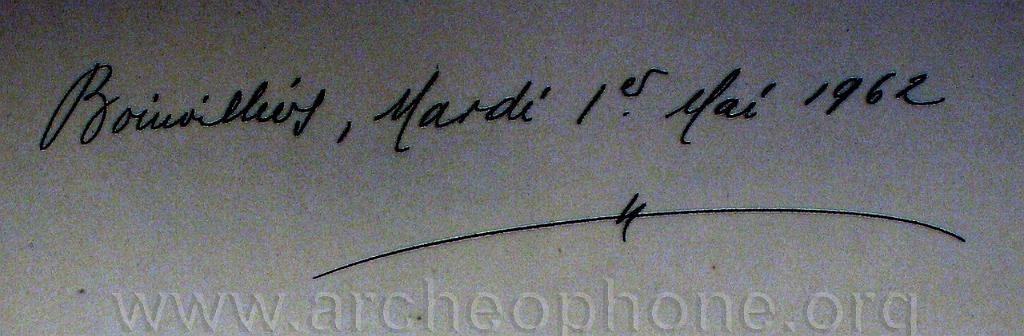 Boinvilliers, Mardi 1er Mai 1962
www.archeophone.org